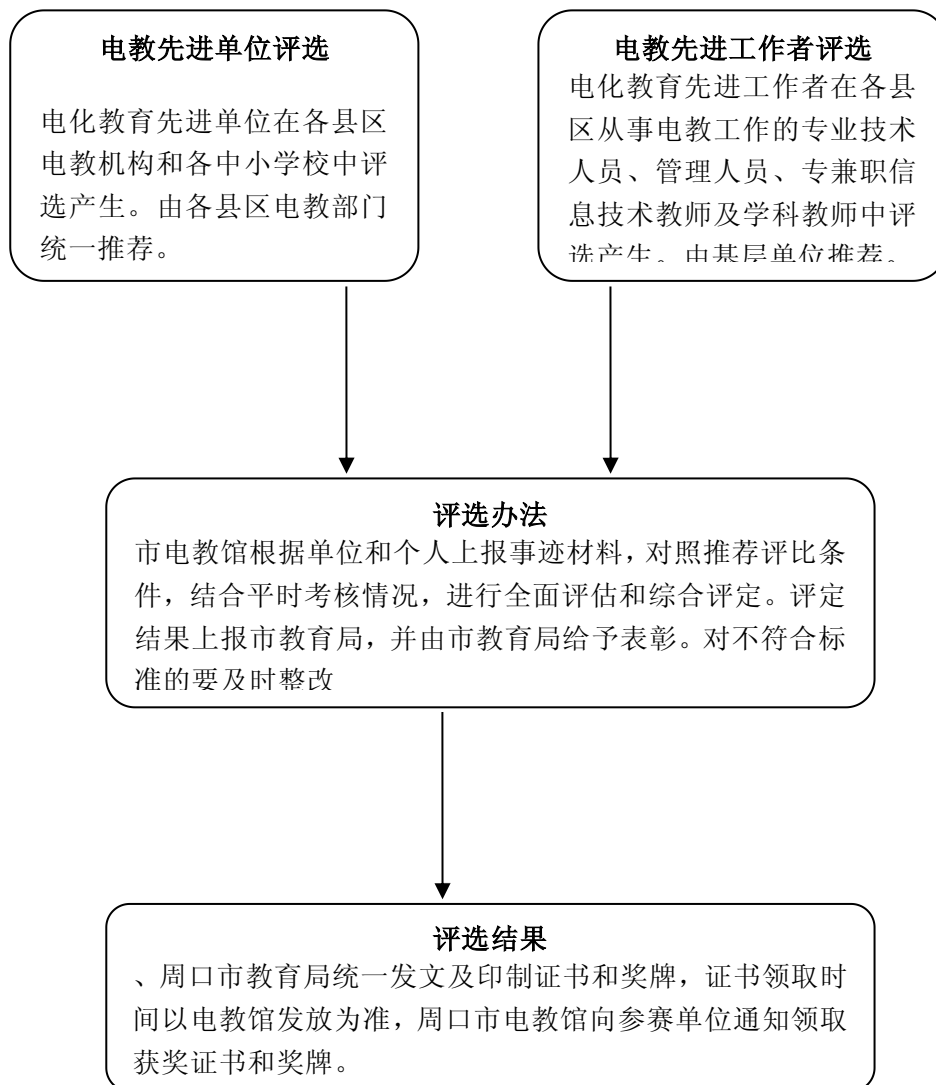 电教先进单位评选
电化教育先进单位在各县区
电教机构和各中小学校中评
选产生。由各县区电教部门
统一推荐。
电教先进工作者评选
电化教育先进工作者在各县
区从事电教工作的专业技术
人员、管理人员、专兼职信
息技术教师及学科教师中评
选产生。由基层单位推荐。
评选办法
市电教馆根据单位和个人上报事迹材料，对照推荐评比条
件，结合平时考核情况，进行全面评估和综合评定。评定
结果上报市教育局，并由市教育局给予表彰。对不符合标
准的要及时整改
评选结果
、周口市教育局统一发文及印制证书和奖牌，证书领取时
间以电教馆发放为准，周口市电教馆向参赛单位通知领取
获奖证书和奖牌。